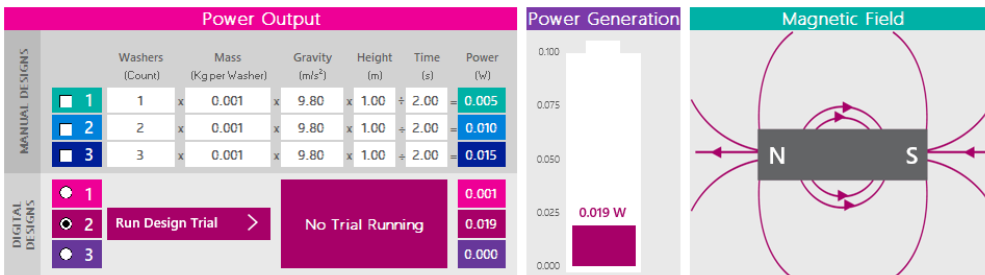 Power Output
MANUAL DESIGNS
Washers Mass Gravity Height Time Power
(Count) (Kg per Washer) (m/s²) (m) (s) (W)
1 1 x 0.001 x 9.80 x 1.00 ÷ 2.00 = 0.005
2 2 x 0.001 x 9.80 x 1.00 ÷ 2.00 = 0.010
3 3 x 0.001 x 9.80 x 1.00 ÷ 2.00 = 0.015
DIGITAL DESIGNS
1 0.001
2 Run Design Trial > No Trial Running 0.019
3 0.000
Power Generation
0.100
0.075
0.050
0.025 0.019 W
0.000
Magnetic Field
N S